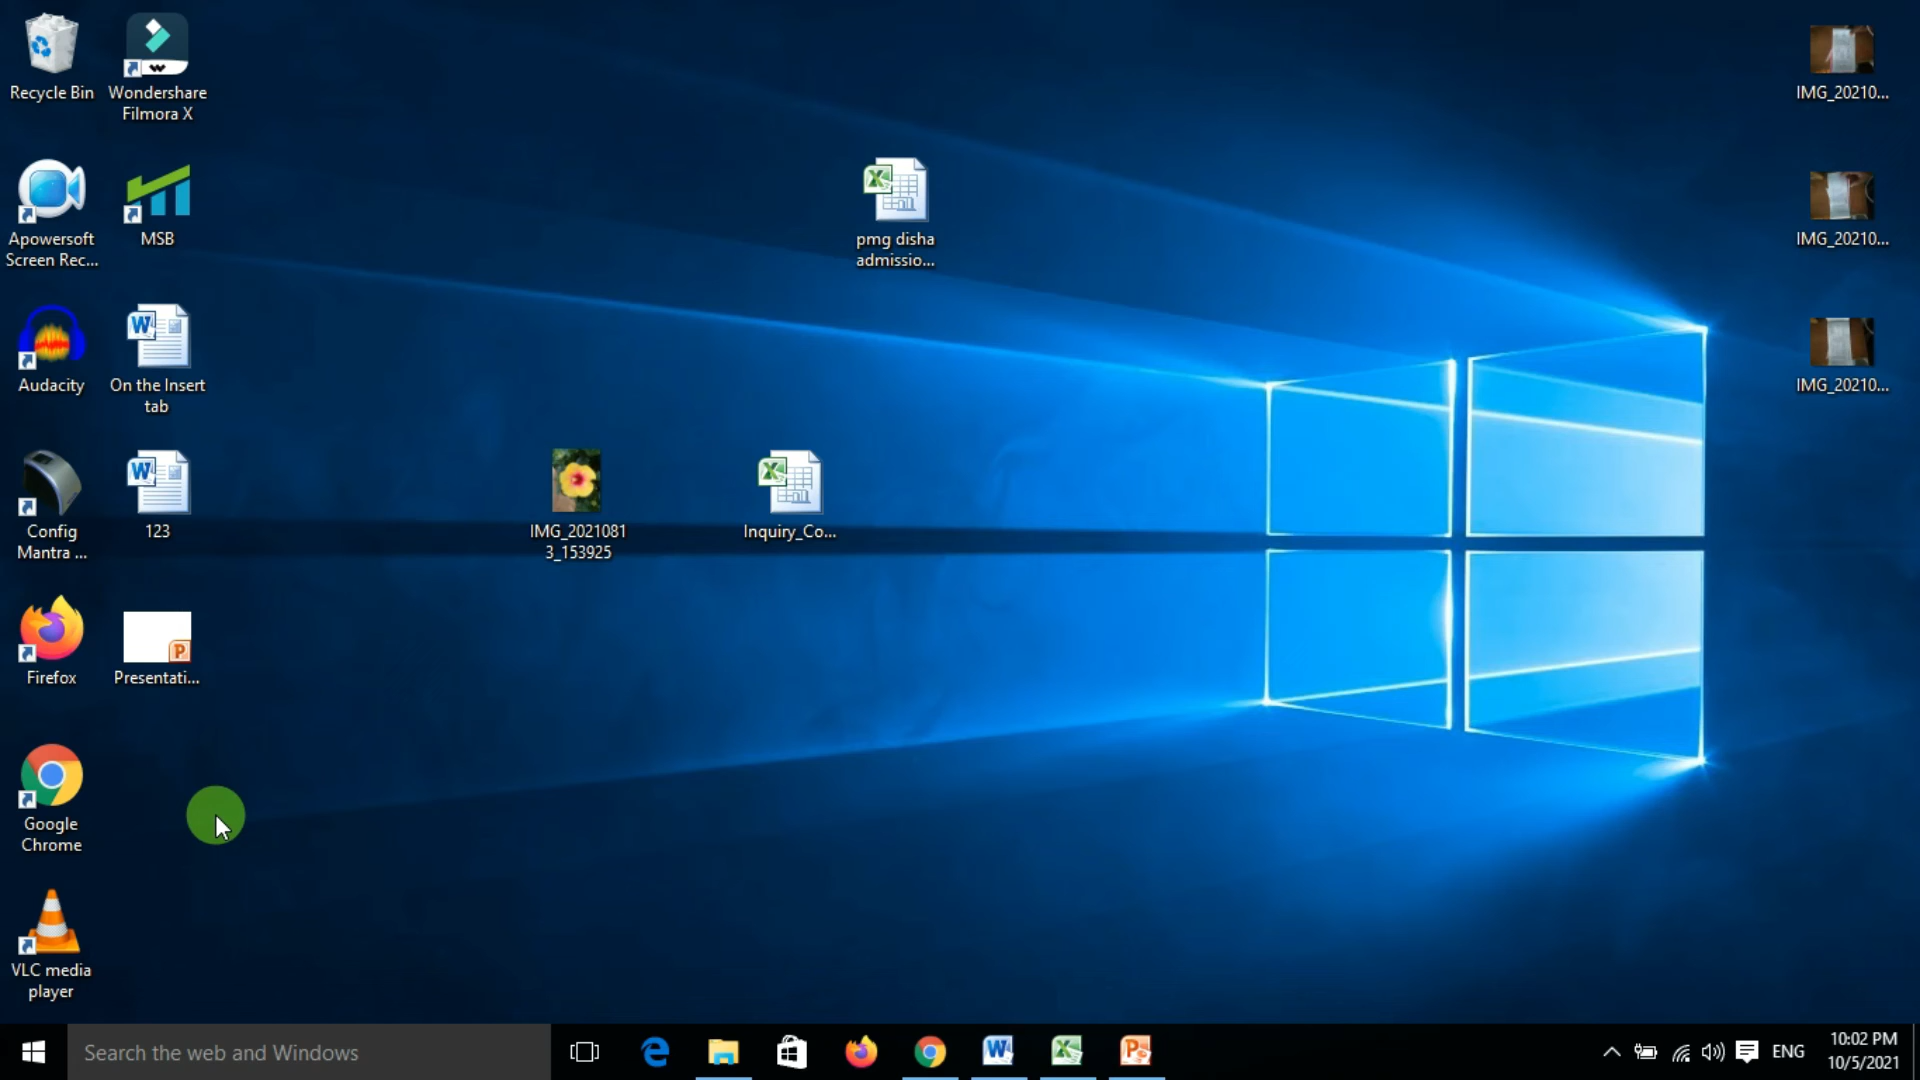 Recycle Bin
Wondershare
Filmora X
Apowersoft
Screen Rec...
MSB
Audacity
On the Insert
tab
Config
Mantra ...
123
Firefox
Presentati...
Google
Chrome
VLC media
player
IMG_2021081
3_153925
Inquiry_Co...
pmg disha
admissio...
IMG_20210...
IMG_20210...
IMG_20210...
Search the web and Windows
ENG
10:02 PM
10/5/2021